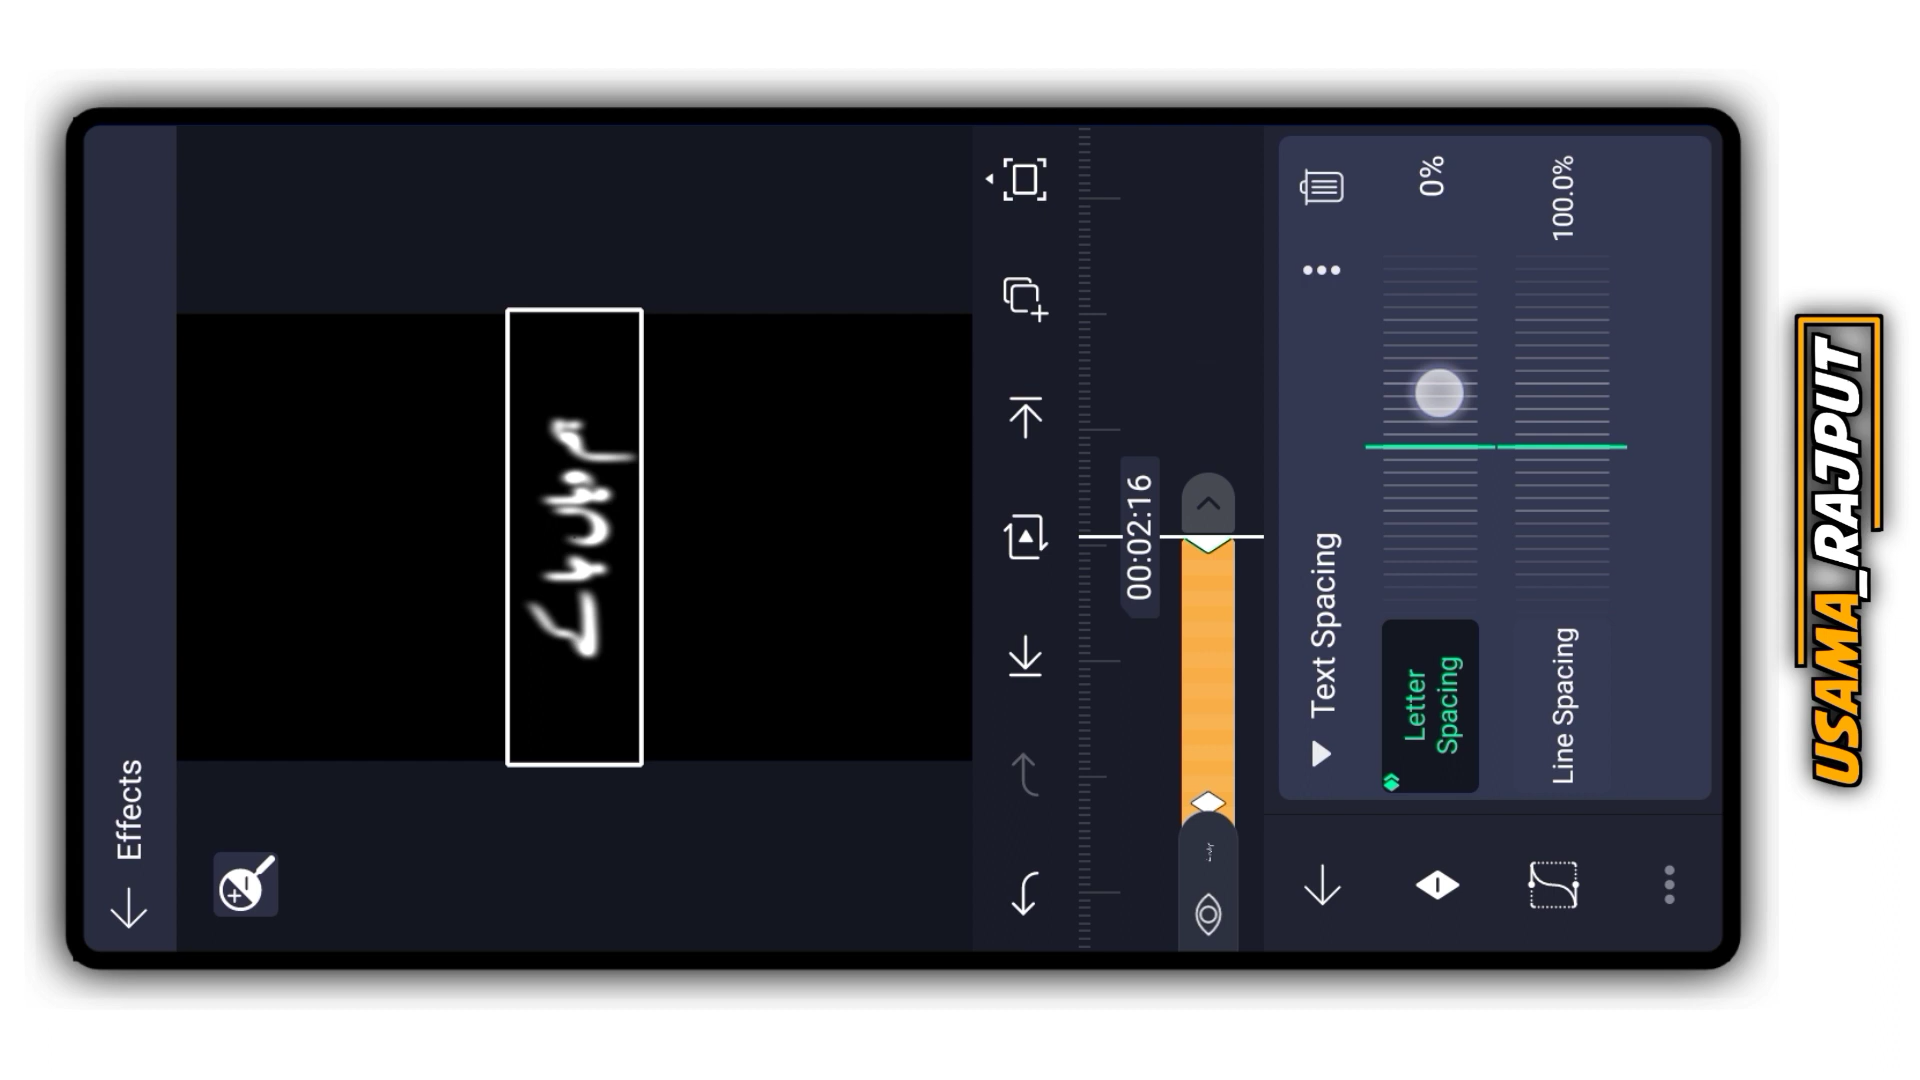 Effects
00:02:16
Text Spacing
Letter
Spacing
0%
Line Spacing
100.0%
USAMA_RAJPUT